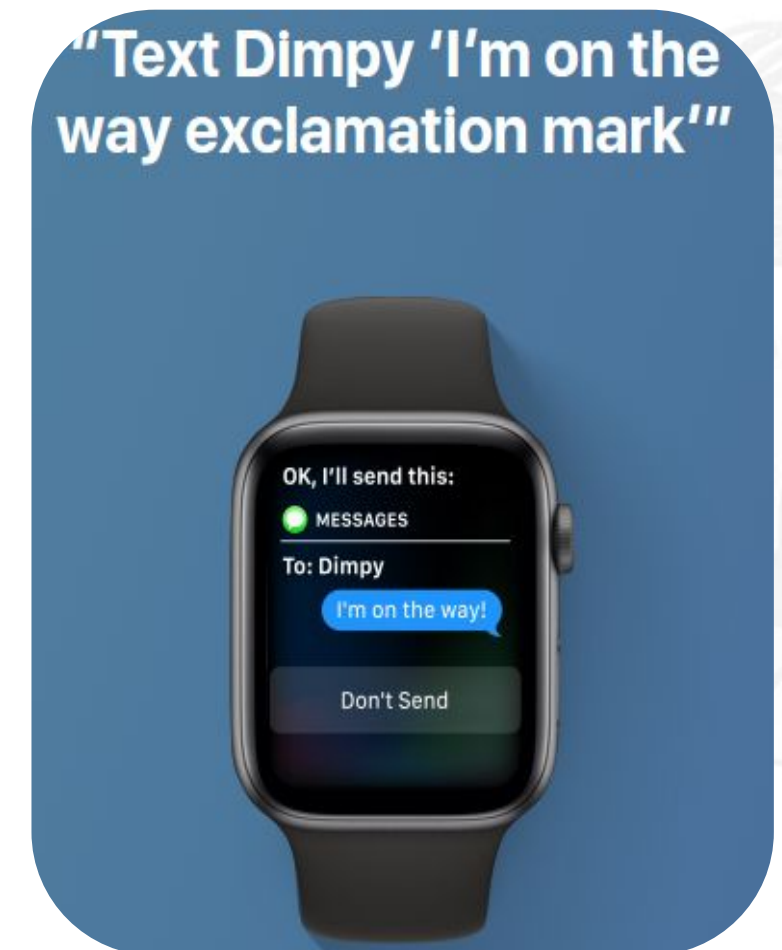 “Text Dimpy ‘I’m on the
way exclamation mark’”
OK, I’ll send this:
MESSAGES
To: Dimpy
I'm on the way!
Don't Send